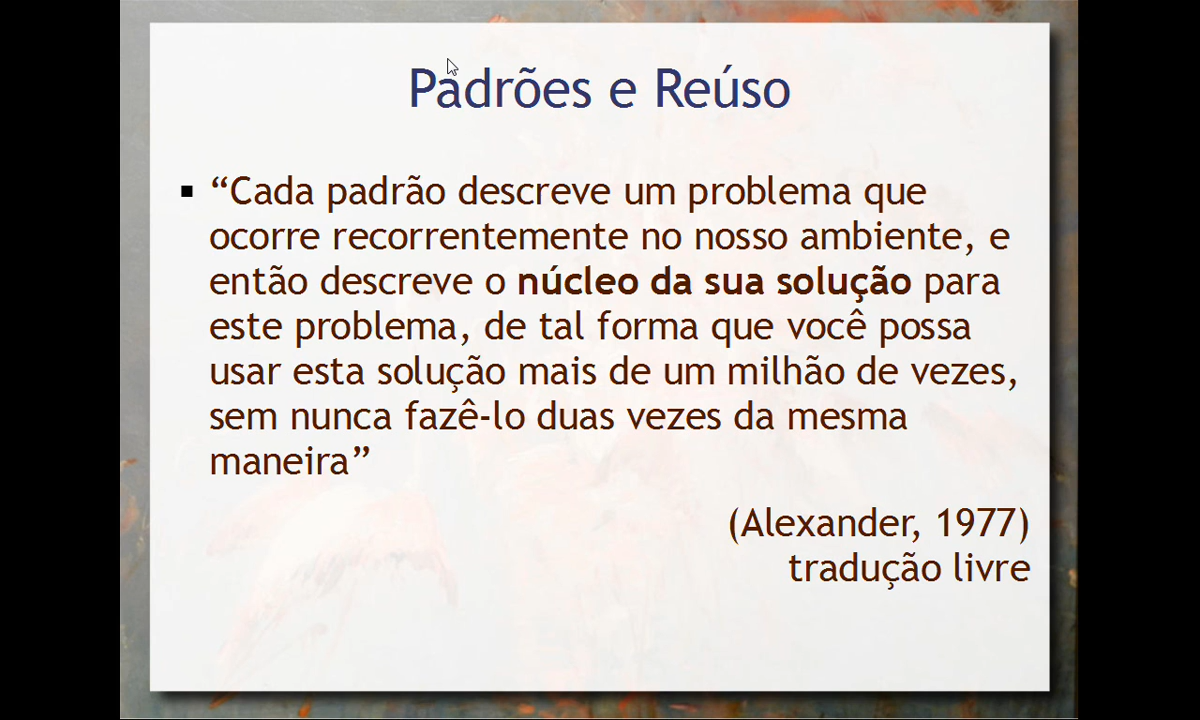 Padrões e Reúso
▪ “Cada padrão descreve um problema que
ocorre recorrentemente no nosso ambiente, e
então descreve o núcleo da sua solução para
este problema, de tal forma que você possa
usar esta solução mais de um milhão de vezes,
sem nunca fazê-lo duas vezes da mesma
maneira”
(Alexander, 1977)
tradução livre